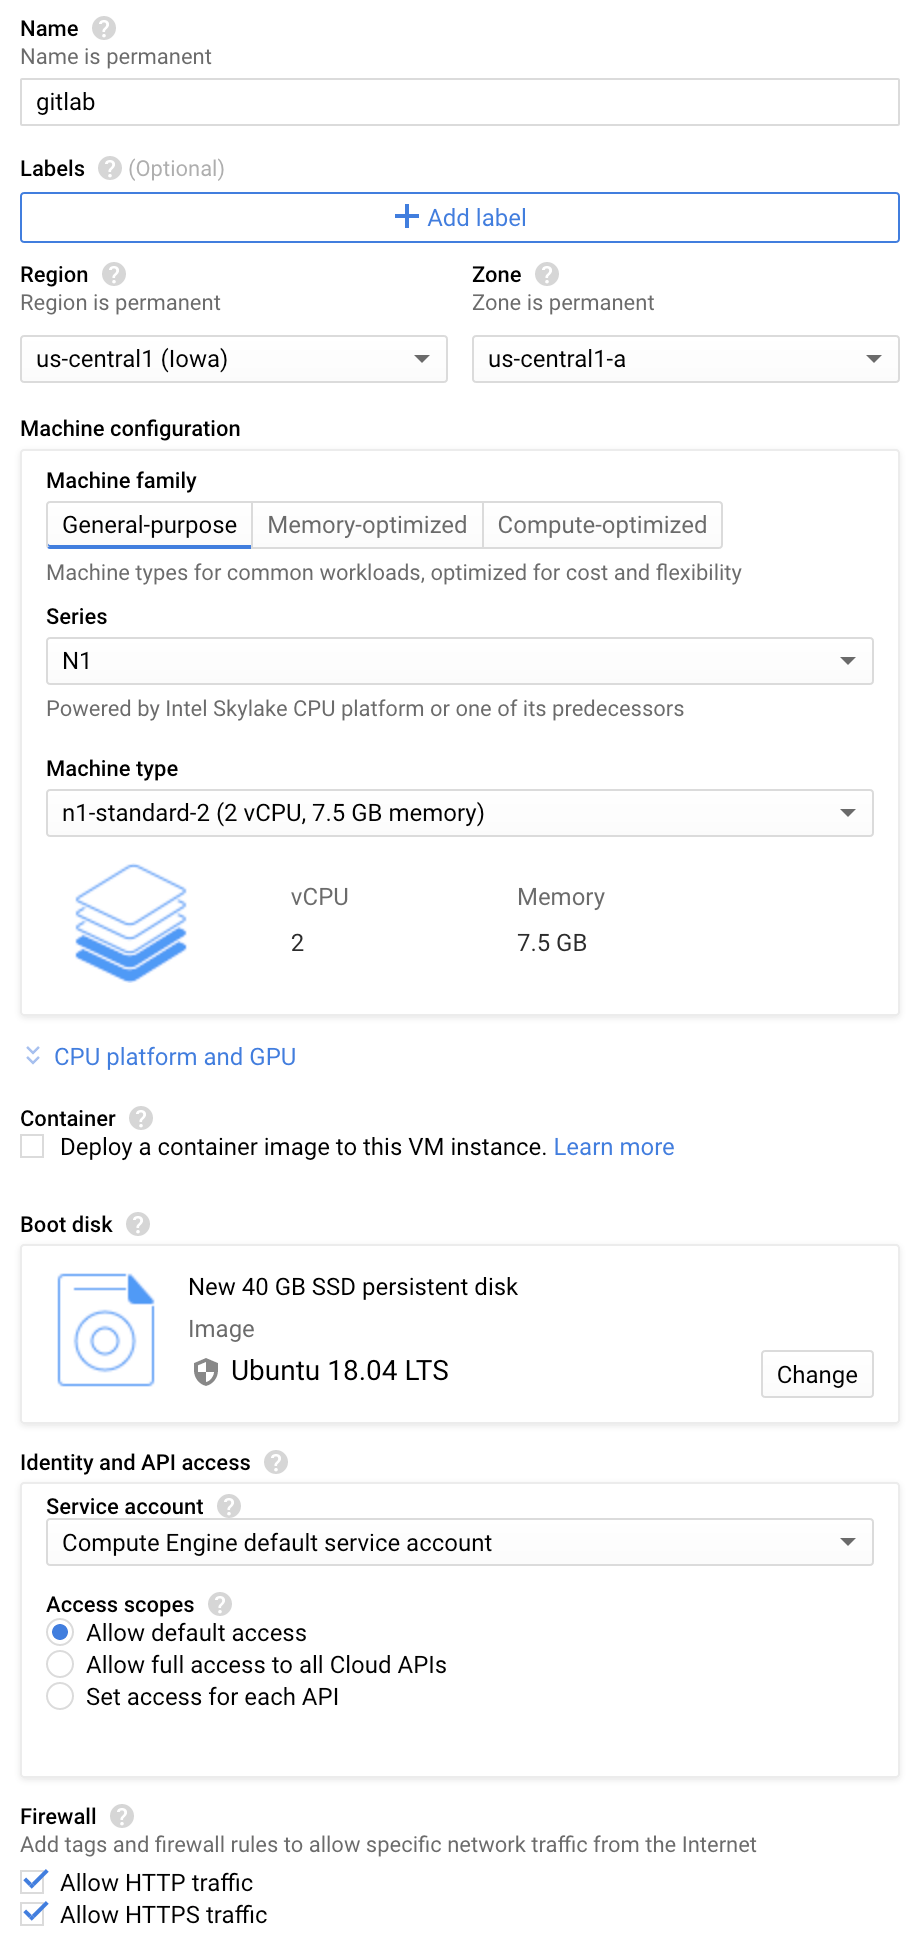 Name ?
Name is permanent
gitlab
Labels ? (Optional)
+ Add label
Region ? Zone ?
Region is permanent Zone is permanent
us-central1 (Iowa) us-central1-a
Machine configuration
Machine family
General-purpose Memory-optimized Compute-optimized
Machine types for common workloads, optimized for cost and flexibility
Series
N1
Powered by Intel Skylake CPU platform or one of its predecessors
Machine type
n1-standard-2 (2 vCPU, 7.5 GB memory)
vCPU Memory
2 7.5 GB
CPU platform and GPU
Container ?
Deploy a container image to this VM instance. Learn more
Boot disk ?
New 40 GB SSD persistent disk
Image
Ubuntu 18.04 LTS
Change
Identity and API access ?
Service account ?
Compute Engine default service account
Access scopes ?
Allow default access
Allow full access to all Cloud APIs
Set access for each API
Firewall ?
Add tags and firewall rules to allow specific network traffic from the Internet
Allow HTTP traffic
Allow HTTPS traffic